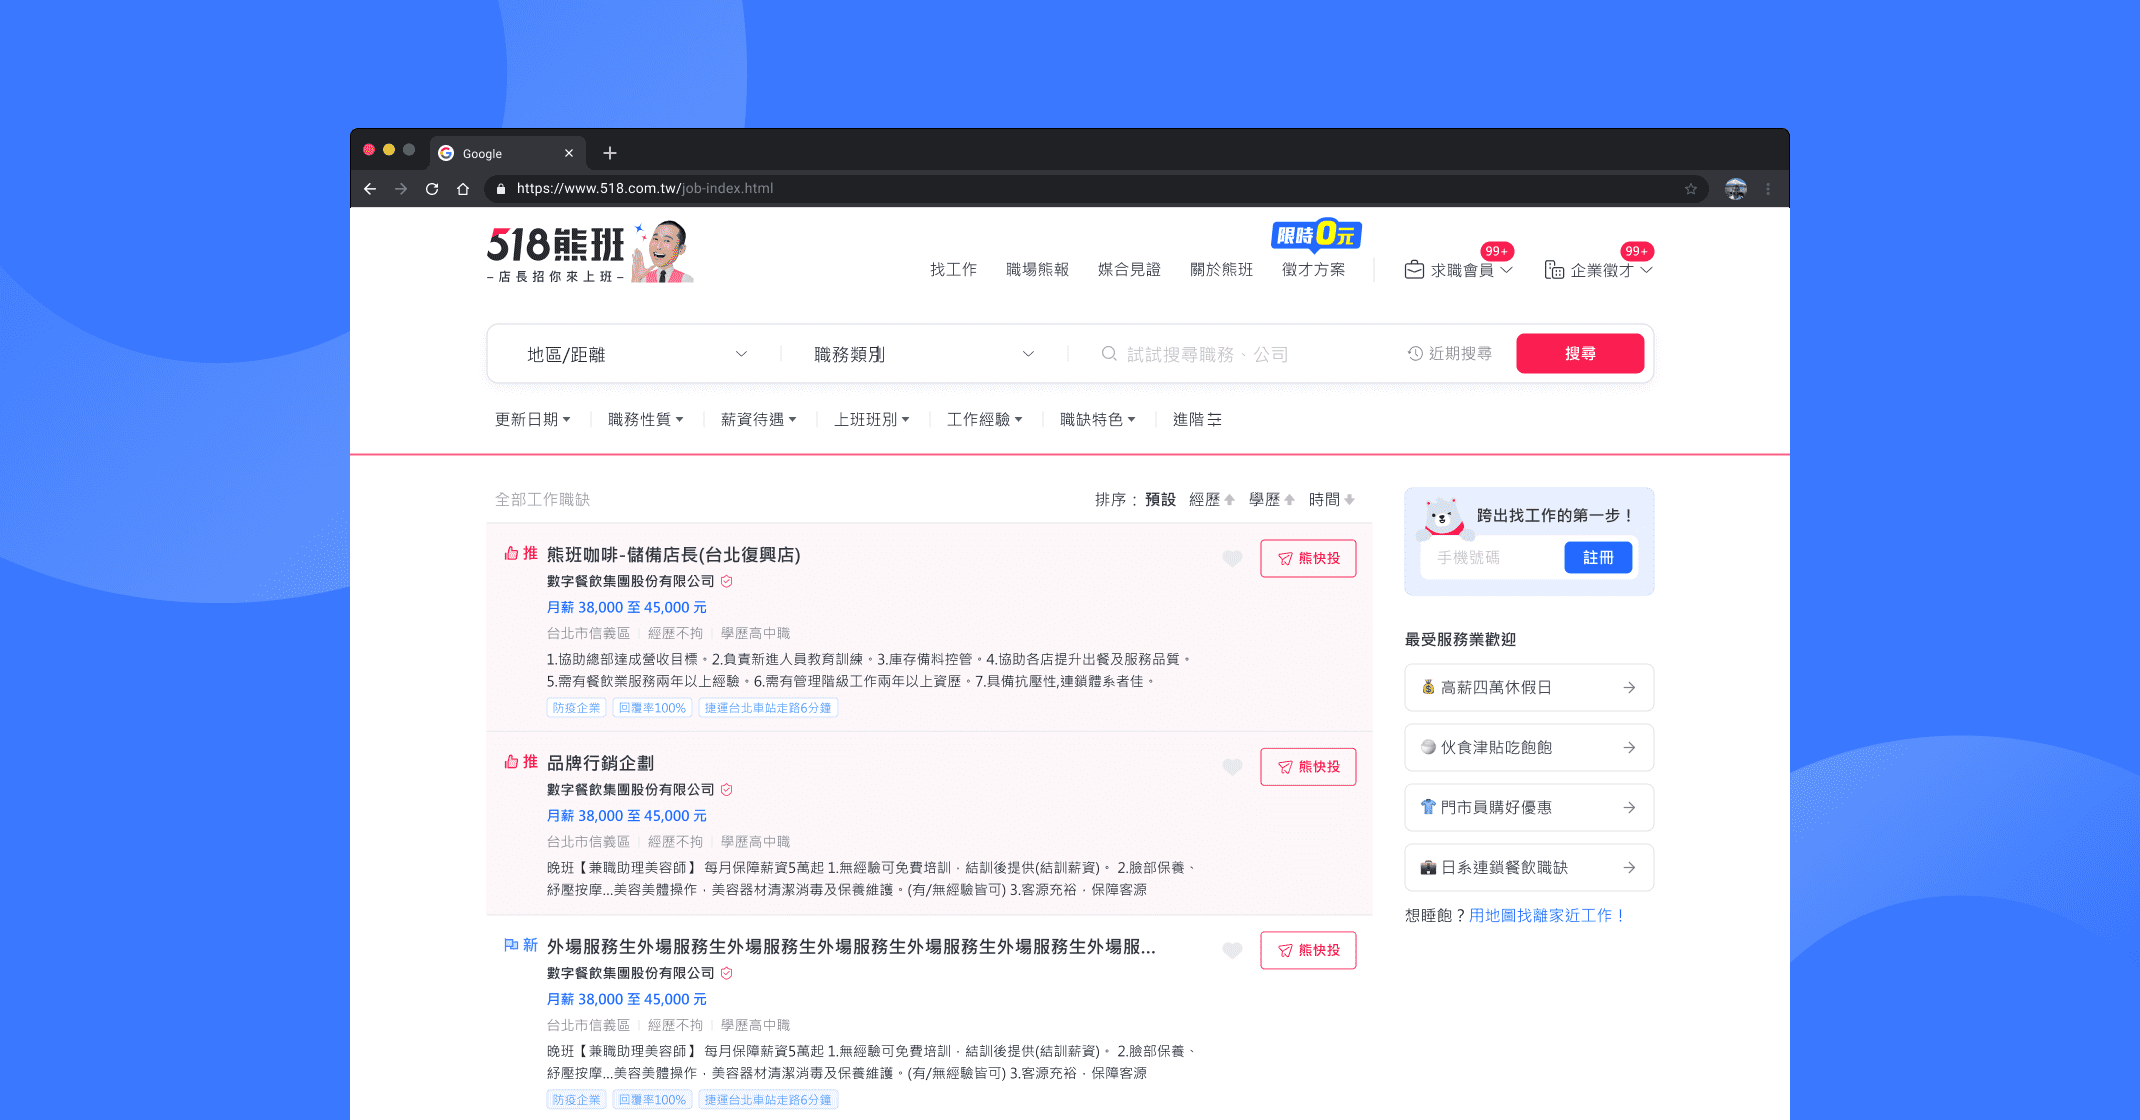 Google
https://www.518.com.tw/job-index.html
518熊班
–店長招你來上班–
限時0元
找工作 職場熊報 媒合見證 關於熊班 徵才方案
99+
求職會員
99+
企業徵才
地區/距離
職務類別
試試搜尋職務、公司
近期搜尋
搜尋
更新日期 職務性質 薪資待遇 上班班別 工作經驗 職缺特色 進階
全部工作職缺
排序： 預設 經歷 學歷 時間
推 熊班咖啡-儲備店長(台北復興店)
熊快投
數字餐飲集團股份有限公司
月薪 38,000 至 45,000 元
台北市信義區 經歷不拘 學歷高中職
1.協助總部達成營收目標。2.負責新進人員教育訓練。3.庫存備料控管。4.協助各店提升出餐及服務品質。
5.需有餐飲業服務兩年以上經驗。6.需有管理階級工作兩年以上資歷。7.具備抗壓性,連鎖體系者佳。
防疫企業 回覆率100% 捷運台北車站走路6分鐘
推 品牌行銷企劃
熊快投
數字餐飲集團股份有限公司
月薪 38,000 至 45,000 元
台北市信義區 經歷不拘 學歷高中職
晚班【兼職助理美容師】 每月保障薪資5萬起 1.無經驗可免費培訓，結訓後提供(結訓薪資)。 2.臉部保養、
紓壓按摩...美容美體操作，美容器材清潔消毒及保養維護。(有/無經驗皆可) 3.客源充裕，保障客源
新 外場服務生外場服務生外場服務生外場服務生外場服務生外場服務生外場服...
熊快投
數字餐飲集團股份有限公司
月薪 38,000 至 45,000 元
台北市信義區 經歷不拘 學歷高中職
晚班【兼職助理美容師】 每月保障薪資5萬起 1.無經驗可免費培訓，結訓後提供(結訓薪資)。 2.臉部保養、
紓壓按摩...美容美體操作，美容器材清潔消毒及保養維護。(有/無經驗皆可) 3.客源充裕，保障客源
防疫企業 回覆率100% 捷運台北車站走路6分鐘
跨出找工作的第一步！
手機號碼
註冊
最受服務業歡迎
高薪四萬休假日
伙食津貼吃飽飽
門市員購好優惠
日系連鎖餐飲職缺
想睡飽？用地圖找離家近工作！